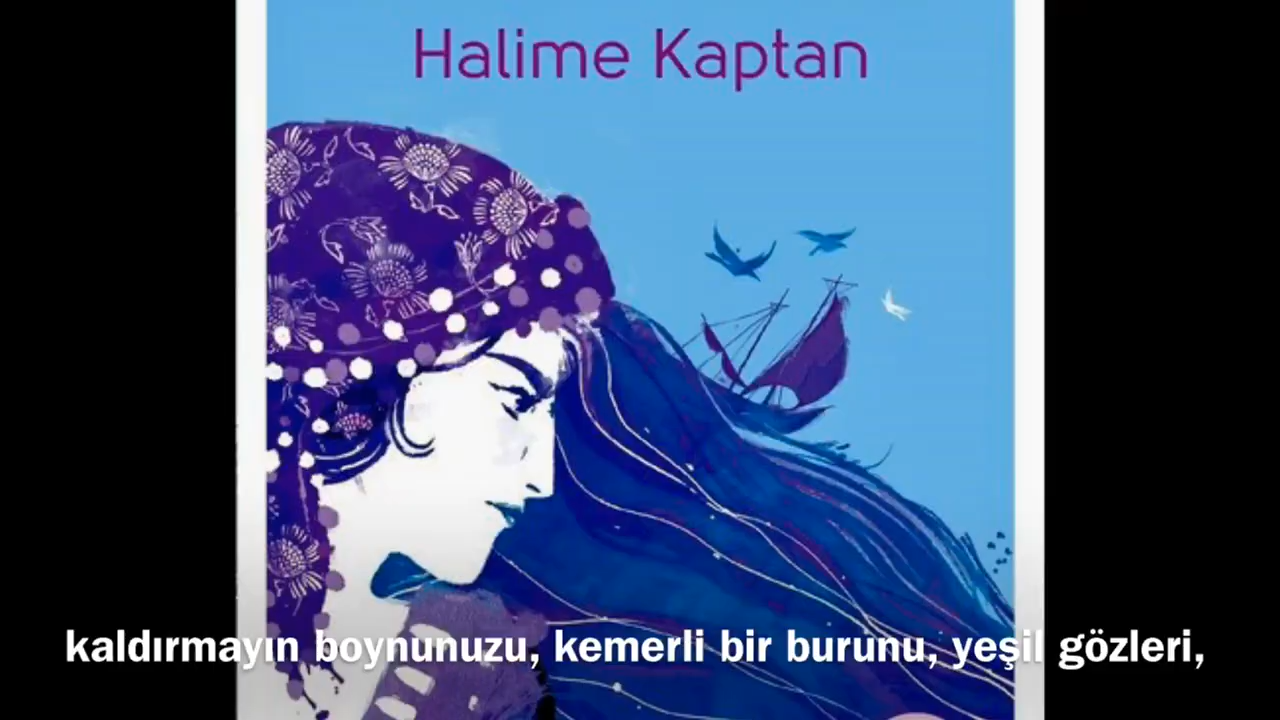 Halime Kaptan
kaldırmayın boynunuzu, kemerli bir burunu, yeşil gözleri,